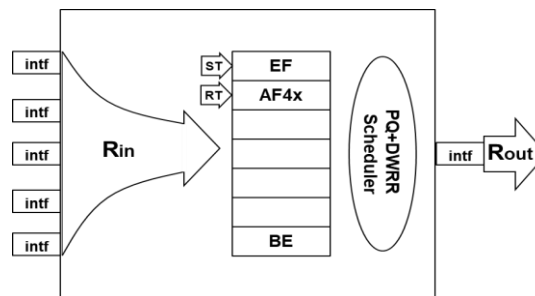 intf
intf
intf
intf
intf
Rin
ST
RT
EF
AF4x
BE
PQ+DWRR
Scheduler
intf
Rout